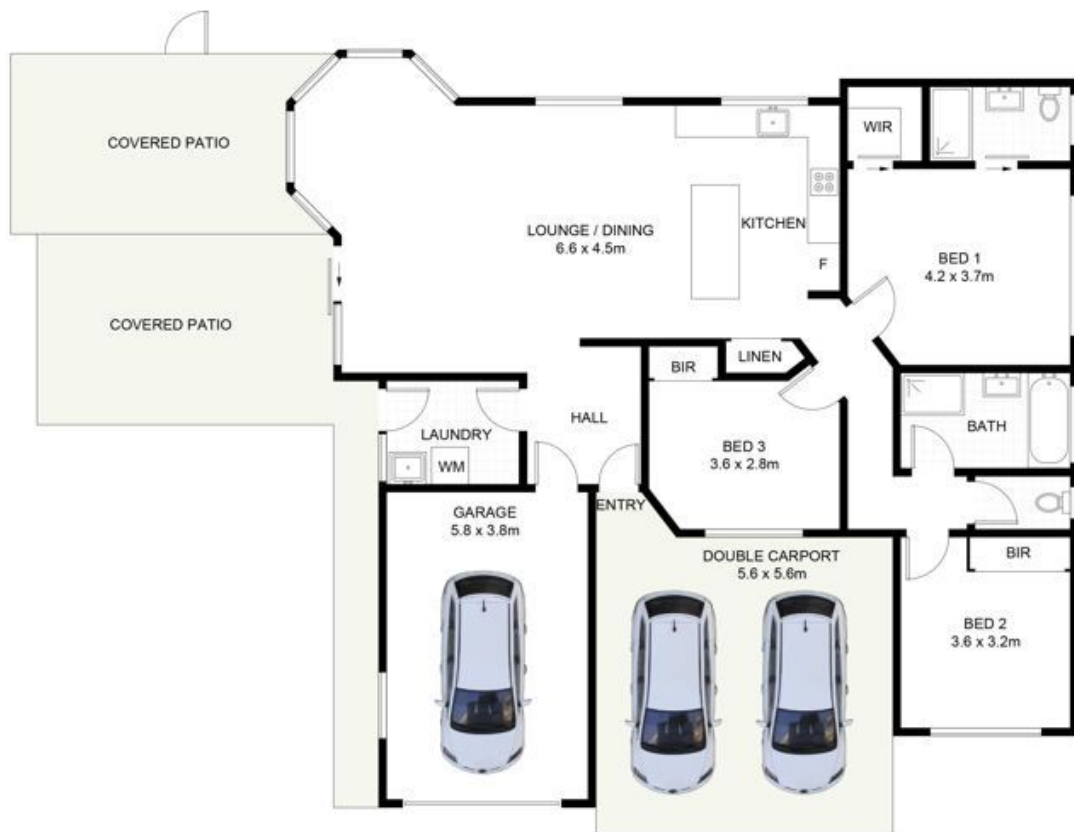 COVERED PATIO
WIR
LOUNGE / DINING
6.6 x 4.5m
KITCHEN
F
BED 1
4.2 x 3.7m
COVERED PATIO
BIR
LINEN
HALL
LAUNDRY
WM
BED 3
3.6 x 2.8m
BATH
GARAGE
5.8 x 3.8m
ENTRY
DOUBLE CARPORT
5.6 x 5.6m
BIR
BED 2
3.6 x 3.2m